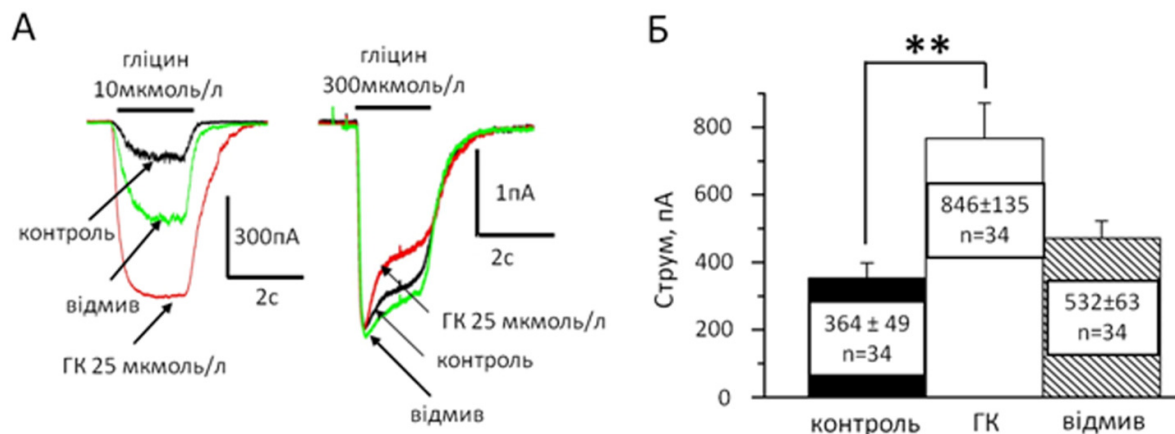 А
гліцин
10мкмоль/л
контроль
відмив
ГК 25 мкмоль/л
300пА
2с
гліцин
300мкмоль/л
1пА
2с
ГК 25 мкмоль/л
контроль
відмив
Б
**
Струм, пА
800
600
400
200
0
364 ± 49
n=34
846±135
n=34
532±63
n=34
контроль
ГК
відмив